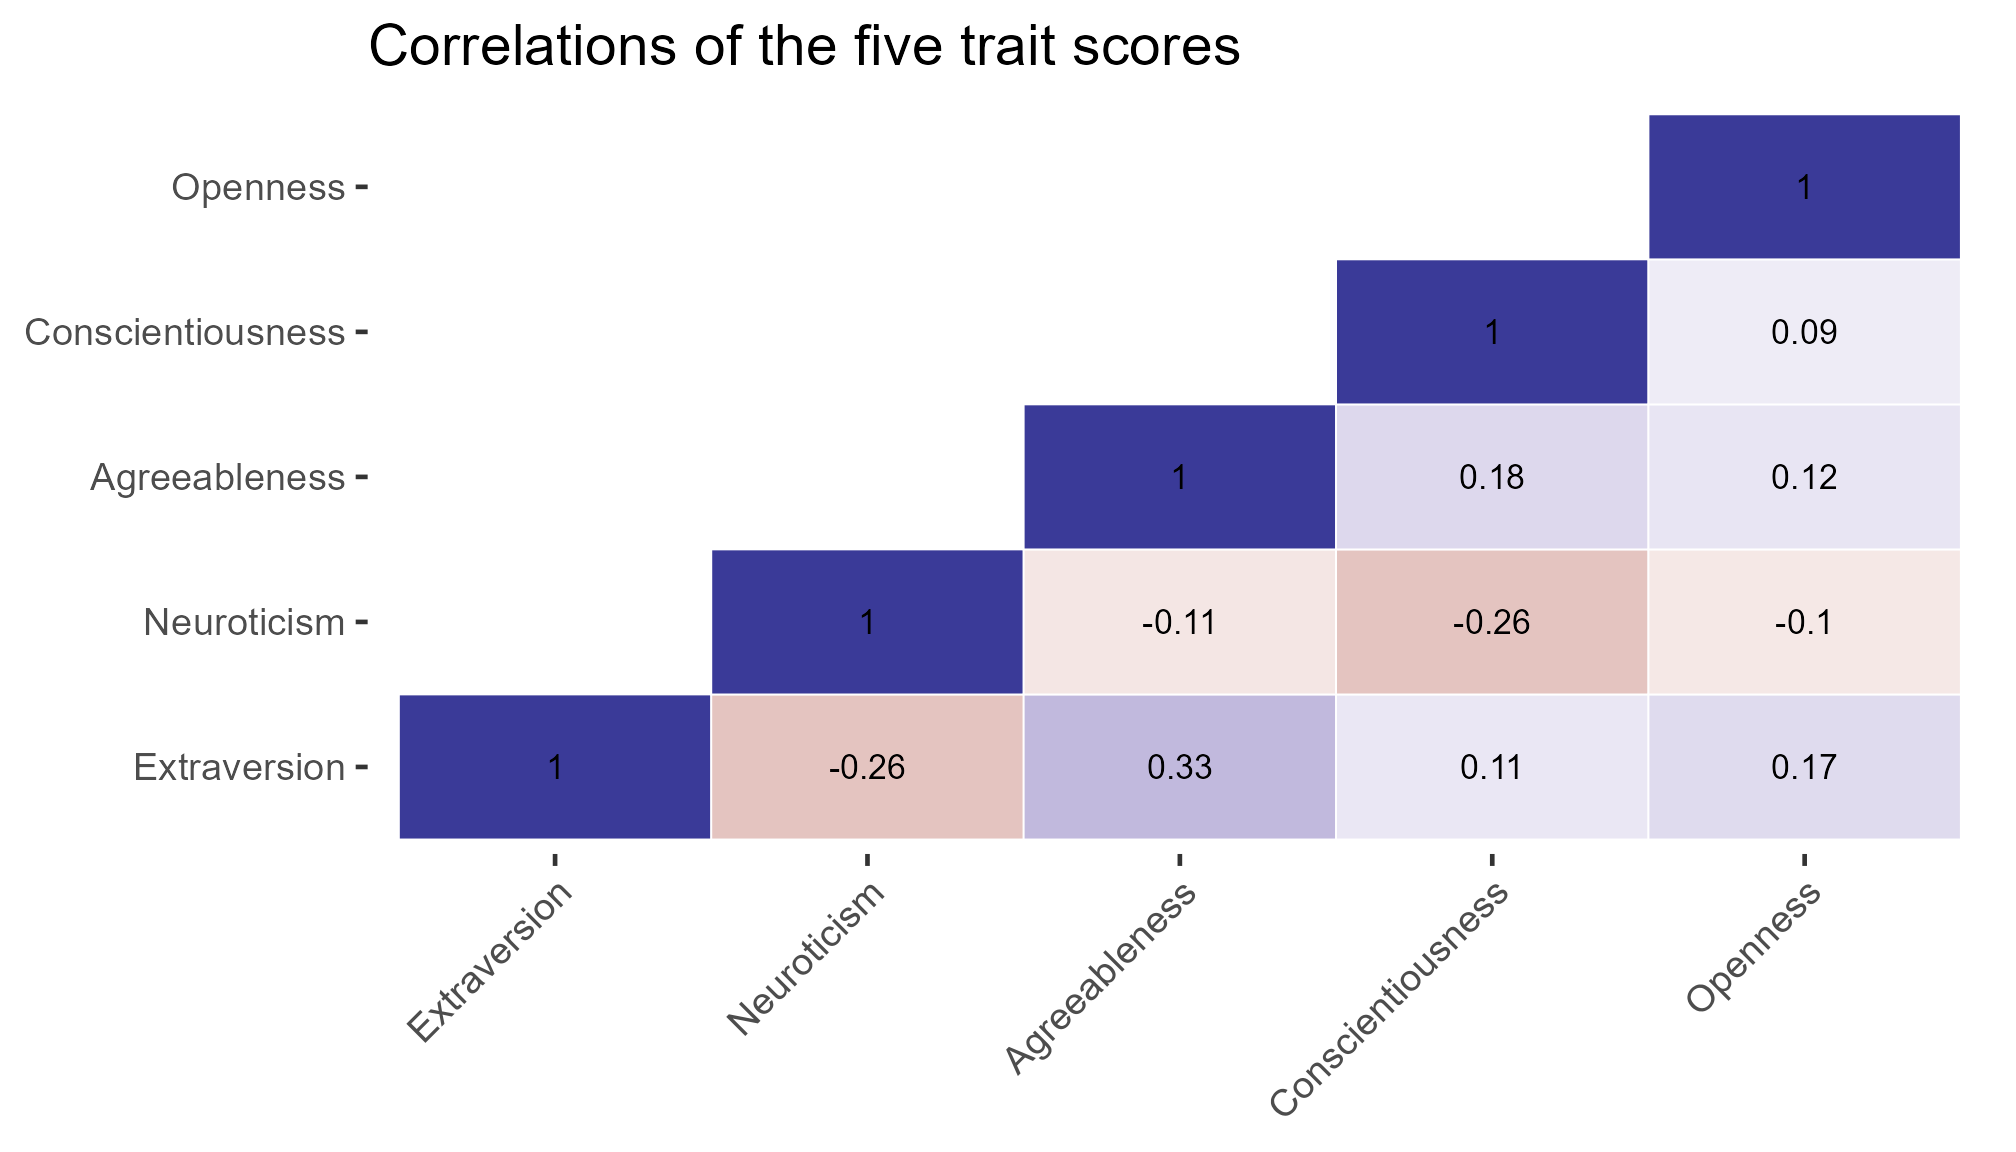 Correlations of the five trait scores
Openness 1
Conscientiousness 1 0.09
Agreeableness 1 0.18 0.12
Neuroticism 1 -0.11 -0.26 -0.1
Extraversion 1 -0.26 0.33 0.11 0.17
Extraversion Neuroticism Agreeableness Conscientiousness Openness